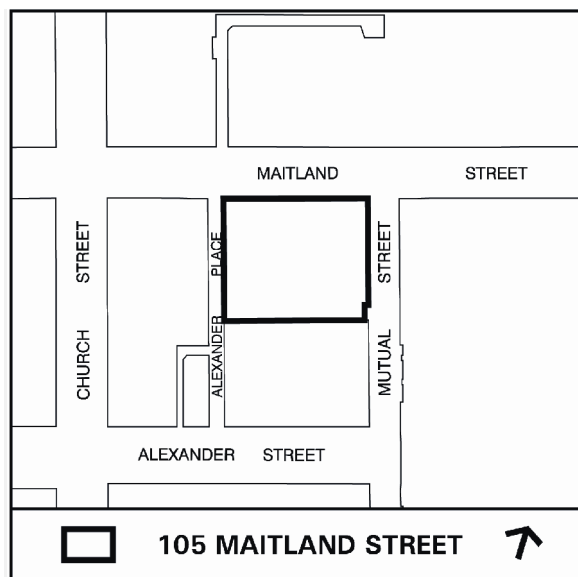 MAITLAND STREET
CHURCH STREET
ALEXANDER PLACE
MUTUAL STREET
ALEXANDER STREET
105 MAITLAND STREET